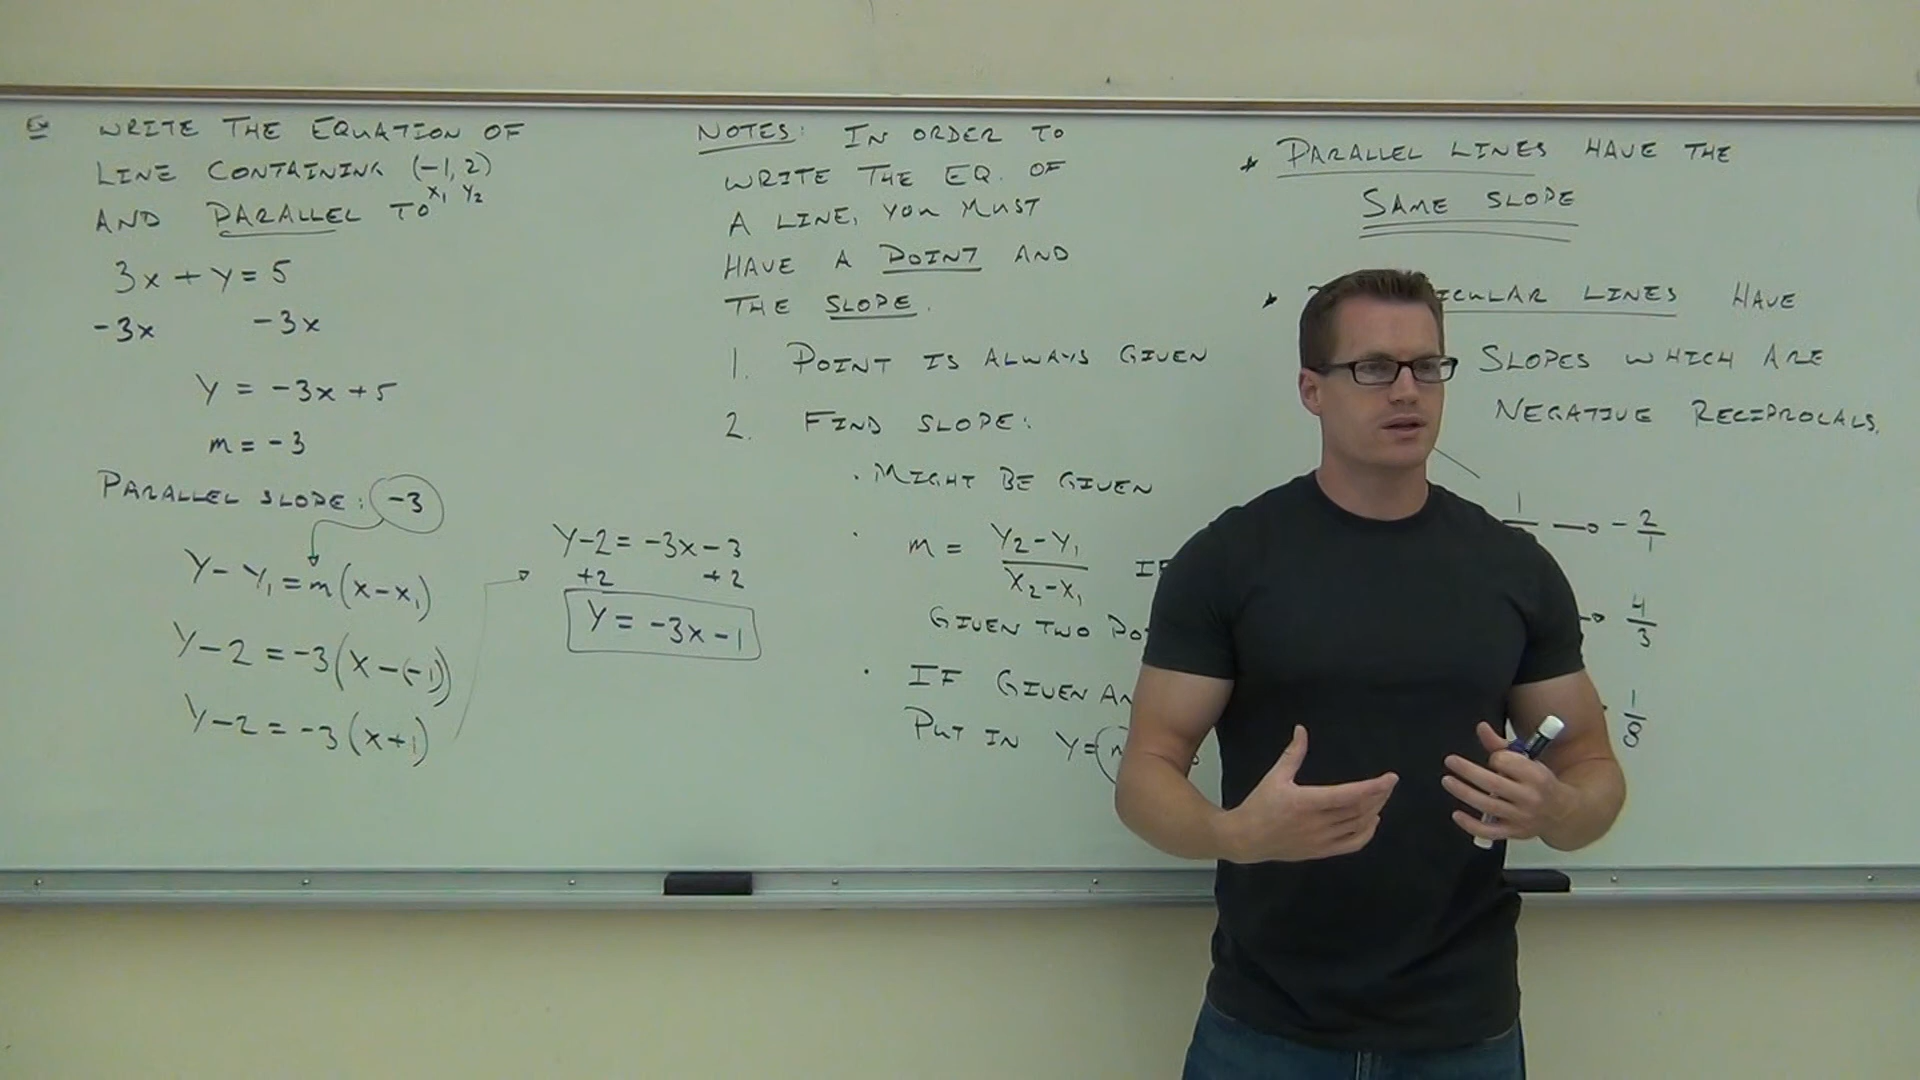 Ex WRITE THE EQUATION OF
LINE CONTAINING (-1, 2)
x₁ y₂
AND PARALLEL TO
3x + y = 5
-3x -3x
y = -3x + 5
m = -3
PARALLEL SLOPE: -3
y - y₁ = m(x - x₁)
y - 2 = -3(x - (-1))
y - 2 = -3(x + 1)
y - 2 = -3x - 3
+2 +2
y = -3x - 1
NOTES: IN ORDER TO
WRITE THE EQ. OF
A LINE, YOU MUST
HAVE A POINT AND
THE SLOPE.
1. POINT IS ALWAYS GIVEN
2. FIND SLOPE:
· MIGHT BE GIVEN
· m = (y₂ - y₁)/(x₂ - x₁) IF
GIVEN TWO
· IF GIVEN
PUT IN y =
* PARALLEL LINES HAVE THE
SAME SLOPE
* LINES HAVE
SLOPES WHICH ARE
NEGATIVE RECIPROCALS.
1 → -2/1
→ 4/3
1/8